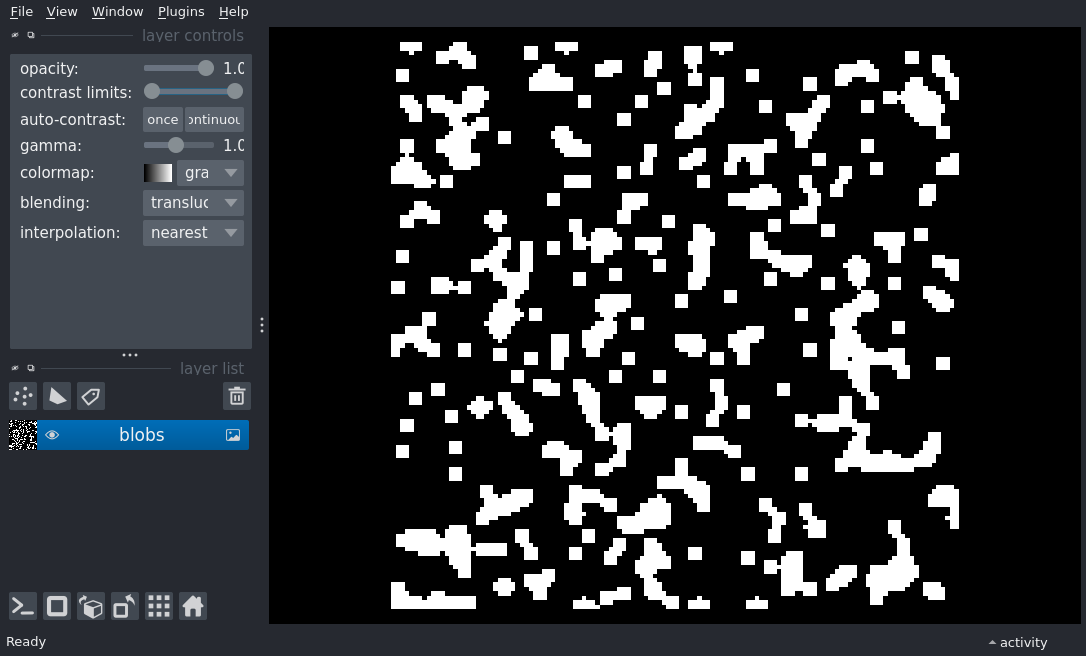 File View Window Plugins Help
layer controls
opacity: 1.0
contrast limits:
auto-contrast: once ontinuou
gamma: 1.0
colormap: gra
blending: transluc
interpolation: nearest
layer list
blobs
Ready
activity